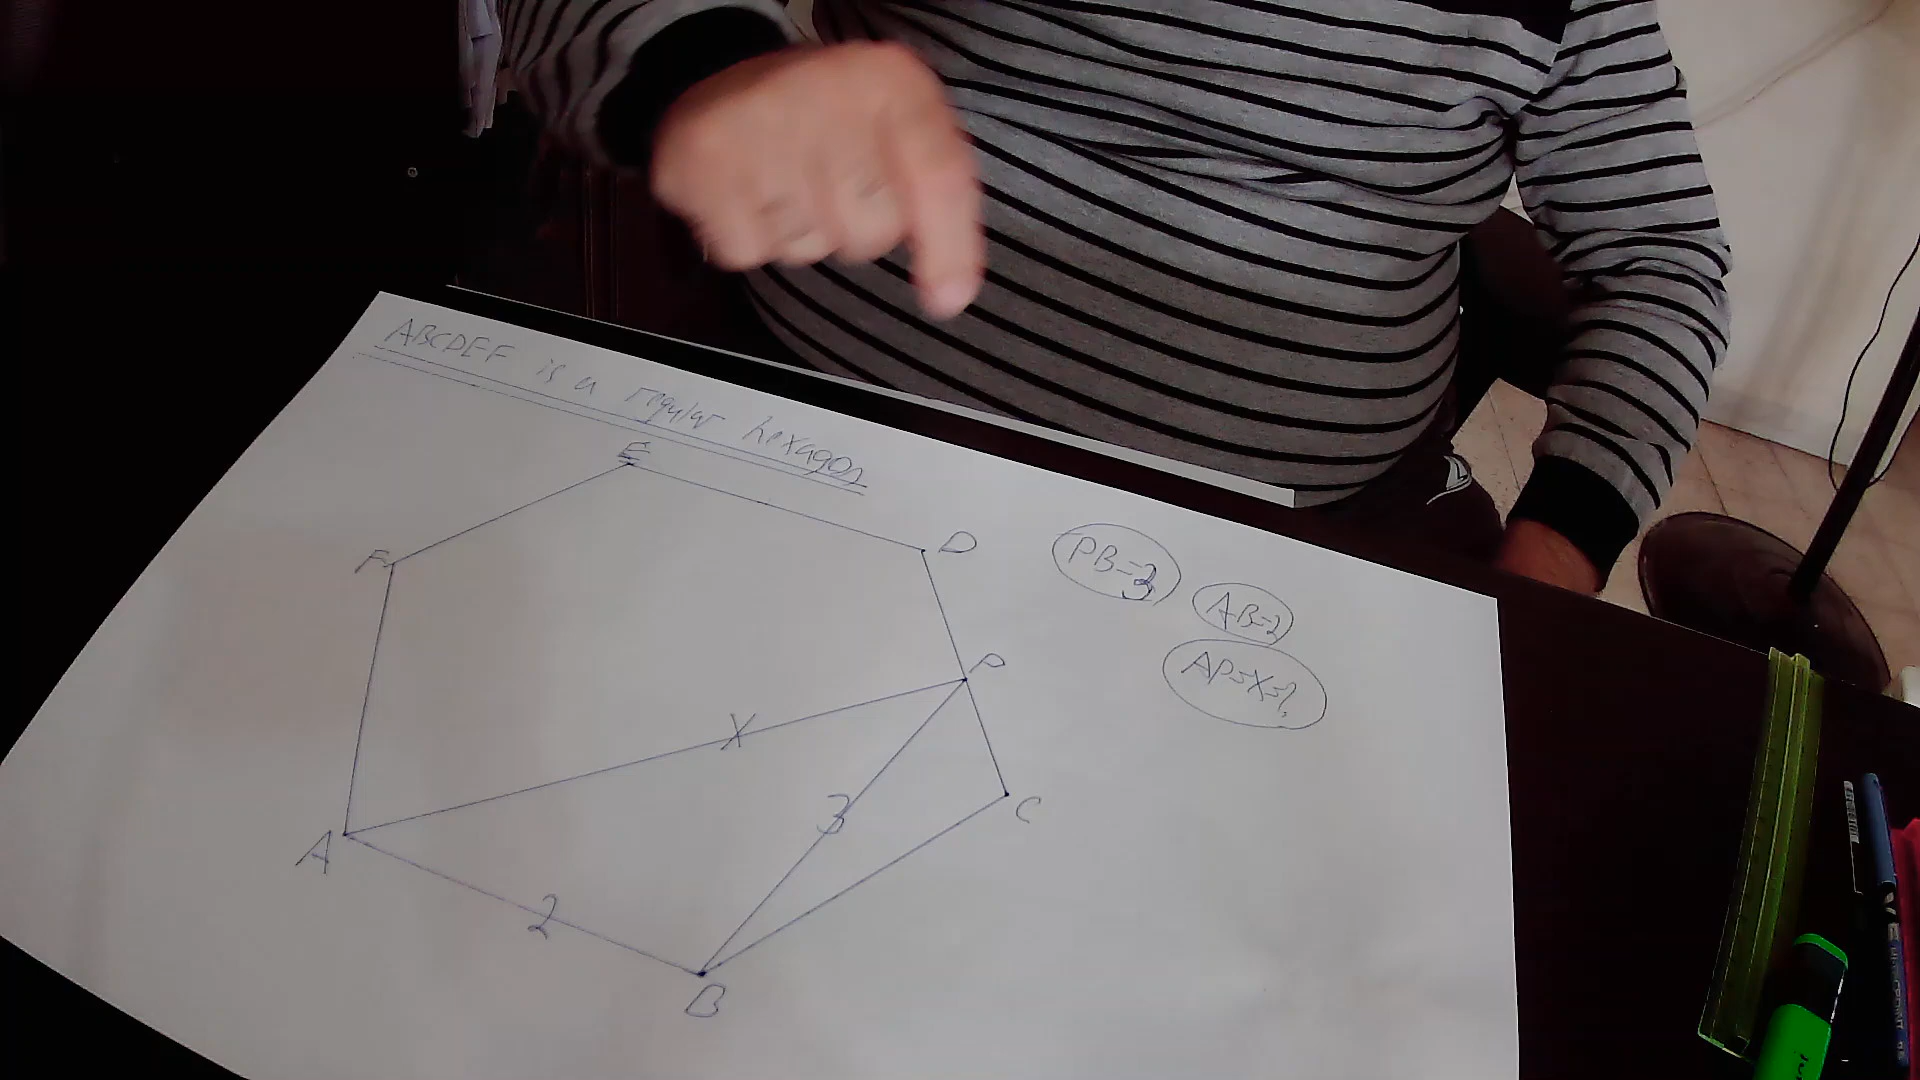 ABCDEF is a regular hexagon
E
F
D
P
PB=3
AB=2
AP=X=?
X
3
C
A
2
B